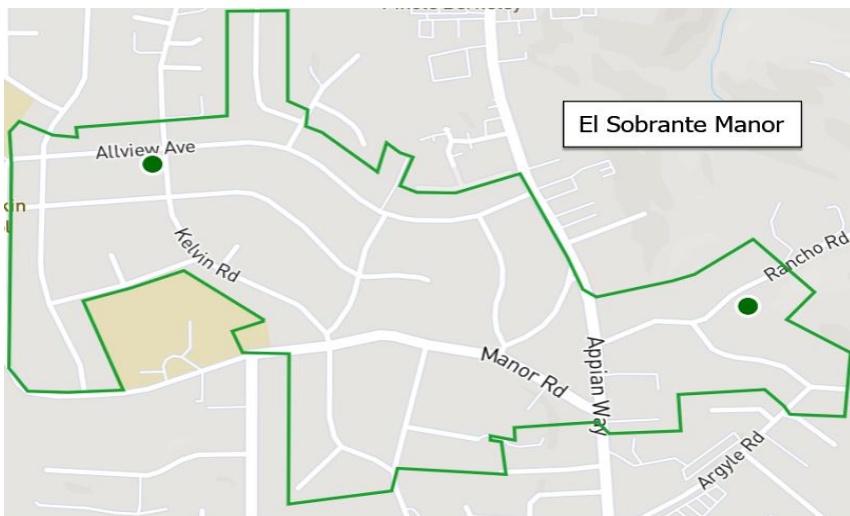 El Sobrante Manor
Allview Ave
Kelvin Rd
Rancho Rd
Manor Rd
Appian Way
Argyle Rd